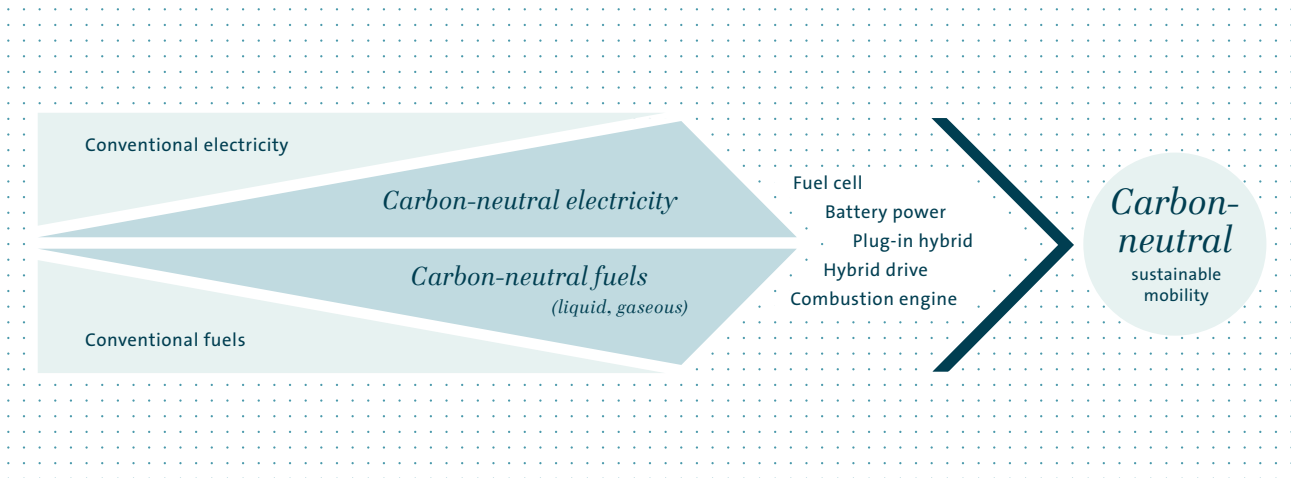 Conventional electricity
Carbon-neutral electricity
Carbon-neutral fuels
(liquid, gaseous)
Conventional fuels
Fuel cell
Battery power
Plug-in hybrid
Hybrid drive
Combustion engine
Carbon-
neutral
sustainable
mobility